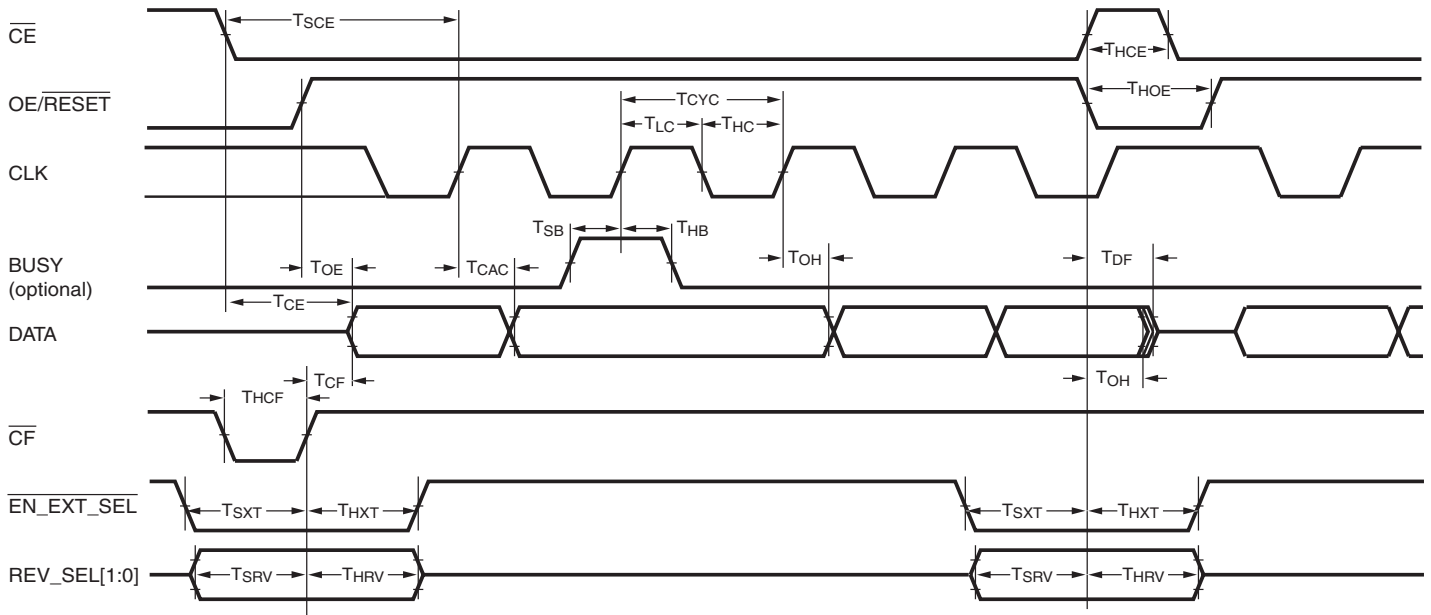 CE
TSCE
THCE
OE/RESET
THOE
TCYC
TLC
THC
CLK
TSB
THB
BUSY
(optional)
TOE
TCAC
TOH
TDF
TCE
DATA
TCF
TOH
THCF
CF
EN_EXT_SEL
TSXT
THXT
TSXT
THXT
REV_SEL[1:0]
TSRV
THRV
TSRV
THRV